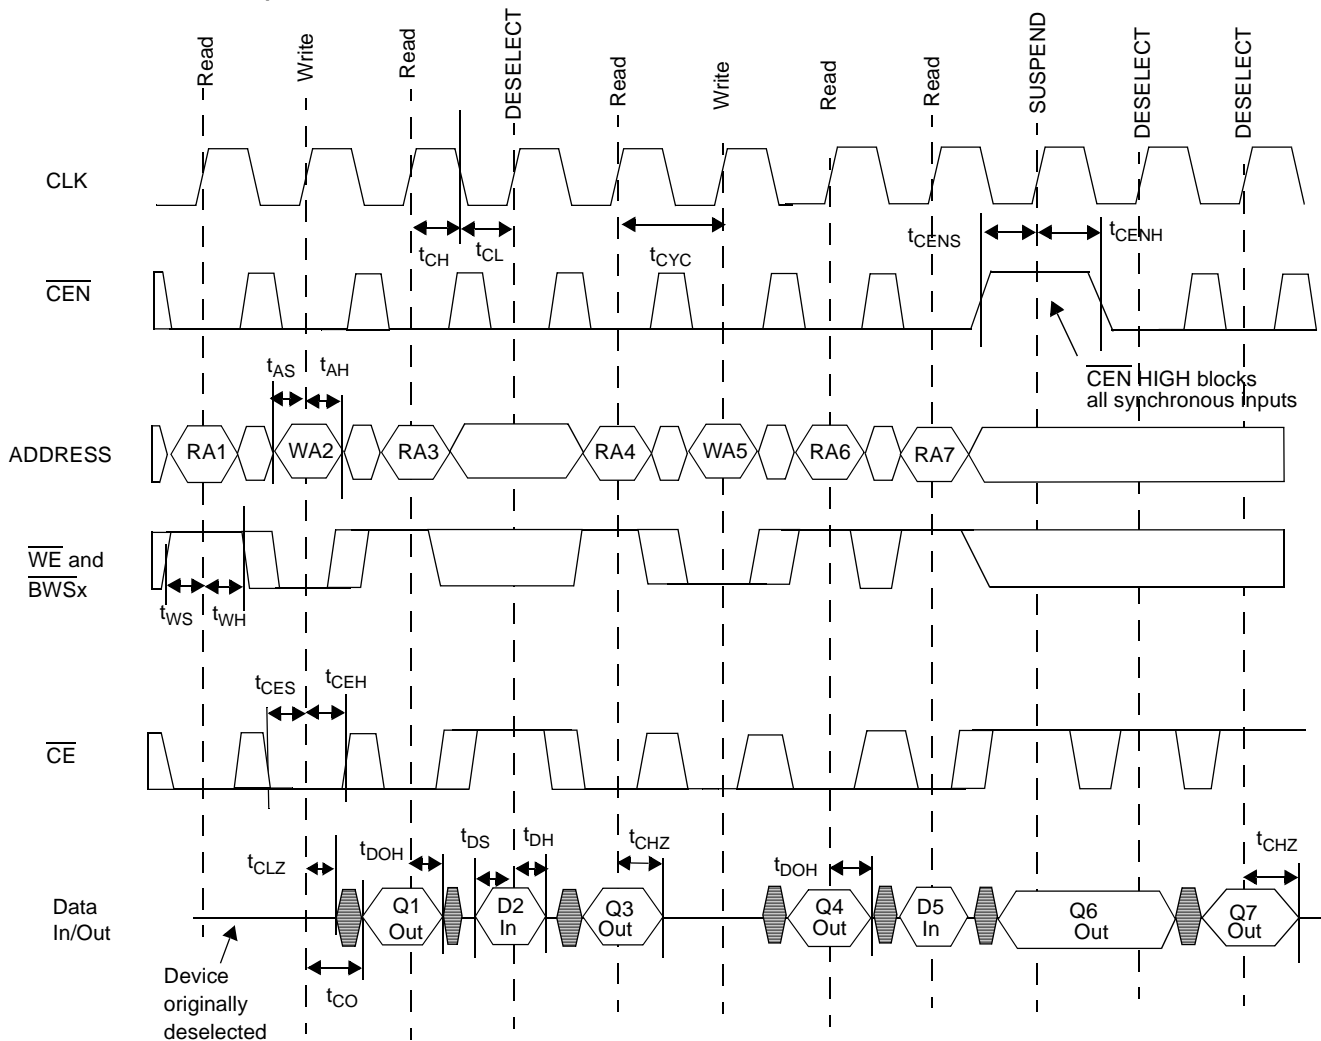 Read
Write
Read
DESELECT
Read
Write
Read
Read
SUSPEND
DESELECT
DESELECT
CLK
tCH
tCL
tCYC
tCENS
tCENH
CEN
CEN HIGH blocks
all synchronous inputs
tAS
tAH
ADDRESS
RA1
WA2
RA3
RA4
WA5
RA6
RA7
WE and
BWSx
tWS
tWH
tCES
tCEH
CE
tCLZ
tDOH
tDS
tDH
tCHZ
tDOH
tCHZ
Data
In/Out
Q1
Out
D2
In
Q3
Out
Q4
Out
D5
In
Q6
Out
Q7
Out
tCO
Device
originally
deselected